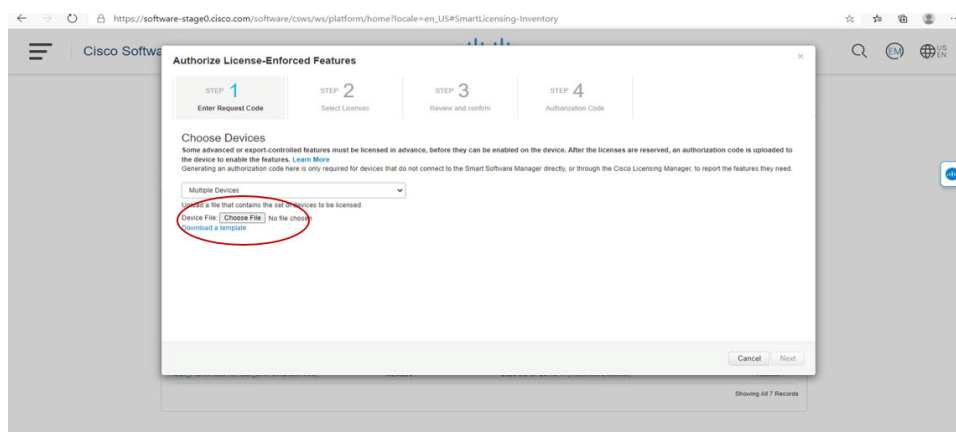 https://software-stage0.cisco.com/software/csws/ws/platform/home?locale=en_US#SmartLicensing-Inventory
Cisco Softwa
EM
US
EN
Authorize License-Enforced Features
×
STEP 1
Enter Request Code
STEP 2
Select Licenses
STEP 3
Review and confirm
STEP 4
Authorization Code
Choose Devices
Some advanced or export-controlled features must be licensed in advance, before they can be enabled on the device. After the licenses are reserved, an authorization code is uploaded to
the device to enable the features. Learn More
Generating an authorization code here is only required for devices that do not connect to the Smart Software Manager directly, or through the Cisco Licensing Manager, to report the features they need.
Multiple Devices
Upload a file that contains the set of devices to be licensed.
Device File: Choose File No file chosen
Download a template
Cancel
Next
Showing All 7 Records